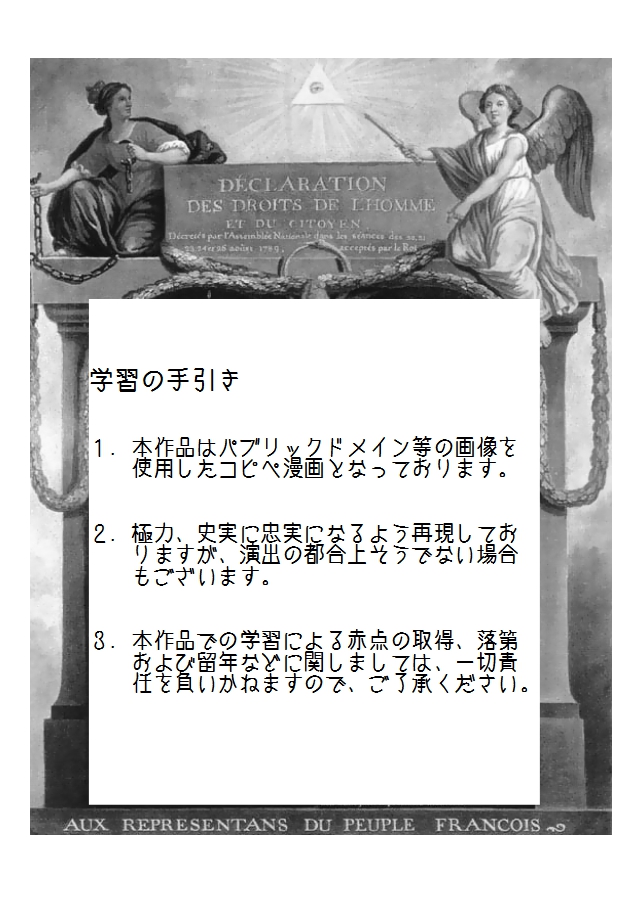 DÉCLARATION
DES DROITS DE L'HOMME
ET DU CITOYEN
Décretés par l'Assemblée Nationale dans les séances des 20, 21
23, 24 et 26 août 1789, acceptés par le Roi
学習の手引き
1. 本作品はパブリックドメイン等の画像を
使用したコピペ漫画となっております。
2. 極力、史実に忠実になるよう再現してお
りますが、演出の都合上そうでない場合
もございます。
3. 本作品での学習による赤点の取得、落第
および留年などに関しましては、一切責
任を負いかねますので、ご了承ください。
AUX REPRESENTANS DU PEUPLE FRANCOIS